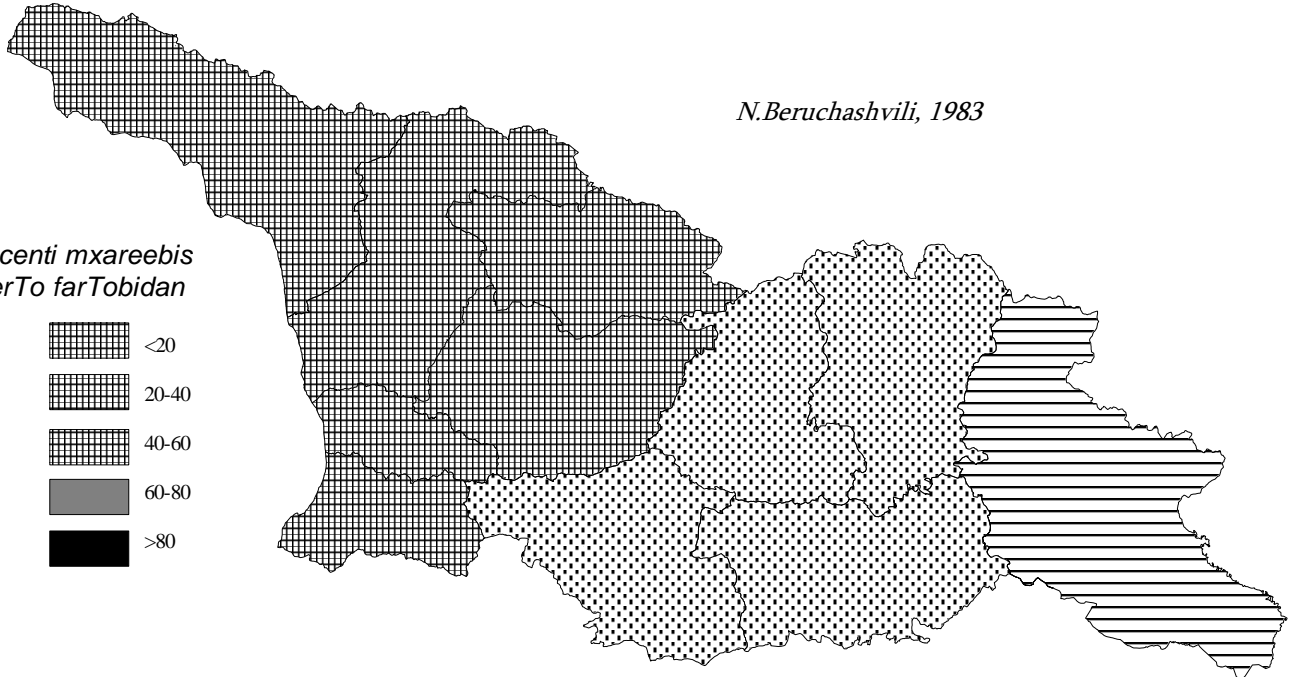 N.Beruchashvili, 1983
centi mxareebis
erTo farTobidan
<20
20-40
40-60
60-80
>80